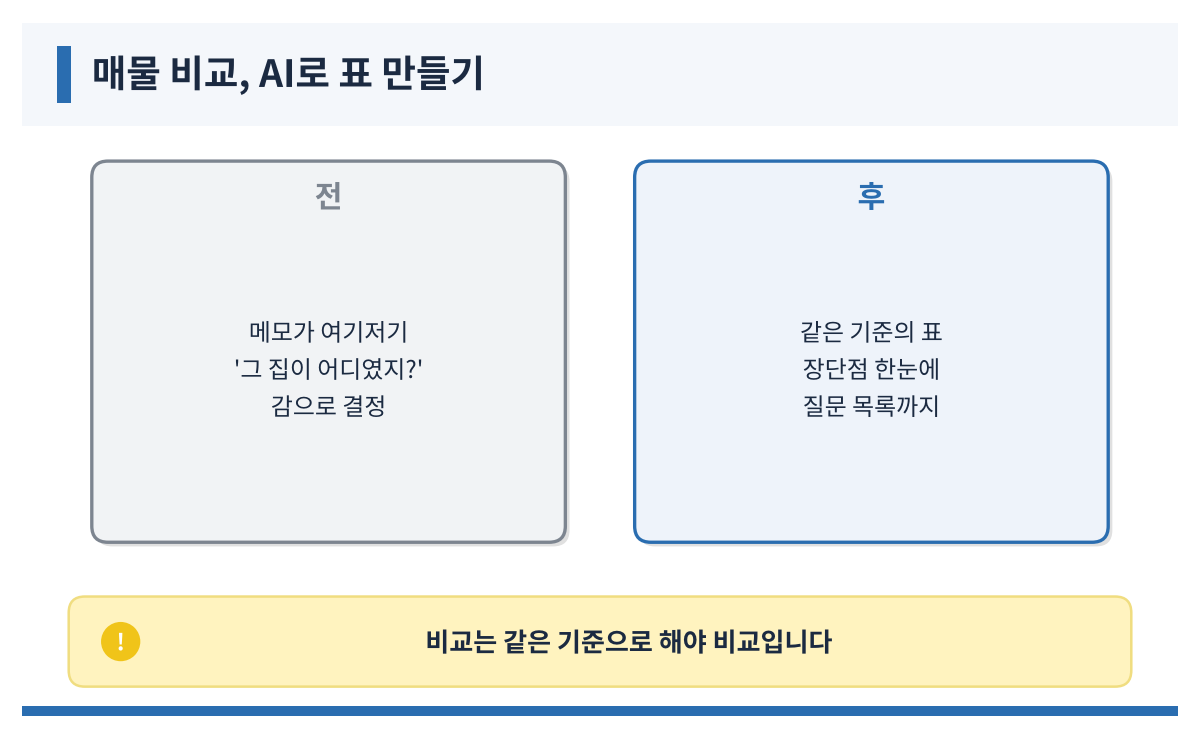 매물 비교, AI로 표 만들기
전
메모가 여기저기
'그 집이 어디였지?'
감으로 결정
후
같은 기준의 표
장단점 한눈에
질문 목록까지
!
비교는 같은 기준으로 해야 비교입니다